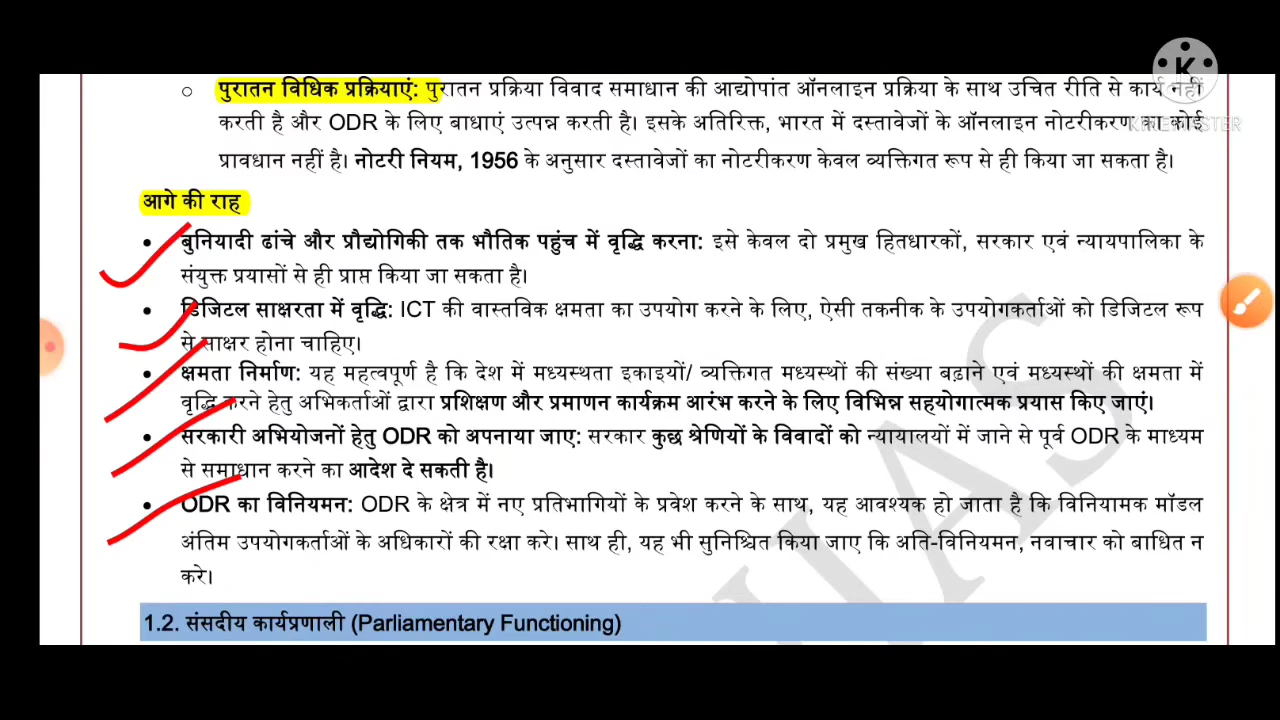 K
KINEMASTER
○ पुरातन विधिक प्रक्रियाएं: पुरातन प्रक्रिया विवाद समाधान की आद्योपांत ऑनलाइन प्रक्रिया के साथ उचित रीति से कार्य नहीं
करती है और ODR के लिए बाधाएं उत्पन्न करती है। इसके अतिरिक्त, भारत में दस्तावेजों के ऑनलाइन नोटरीकरण का कोई
प्रावधान नहीं है। नोटरी नियम, 1956 के अनुसार दस्तावेजों का नोटरीकरण केवल व्यक्तिगत रूप से ही किया जा सकता है।
आगे की राह
• बुनियादी ढांचे और प्रौद्योगिकी तक भौतिक पहुंच में वृद्धि करना: इसे केवल दो प्रमुख हितधारकों, सरकार एवं न्यायपालिका के
संयुक्त प्रयासों से ही प्राप्त किया जा सकता है।
• डिजिटल साक्षरता में वृद्धि: ICT की वास्तविक क्षमता का उपयोग करने के लिए, ऐसी तकनीक के उपयोगकर्ताओं को डिजिटल रूप
से साक्षर होना चाहिए।
• क्षमता निर्माण: यह महत्वपूर्ण है कि देश में मध्यस्थता इकाइयों/ व्यक्तिगत मध्यस्थों की संख्या बढ़ाने एवं मध्यस्थों की क्षमता में
वृद्धि करने हेतु अभिकर्ताओं द्वारा प्रशिक्षण और प्रमाणन कार्यक्रम आरंभ करने के लिए विभिन्न सहयोगात्मक प्रयास किए जाएं।
• सरकारी अभियोजनों हेतु ODR को अपनाया जाए: सरकार कुछ श्रेणियों के विवादों को न्यायालयों में जाने से पूर्व ODR के माध्यम
से समाधान करने का आदेश दे सकती है।
• ODR का विनियमन: ODR के क्षेत्र में नए प्रतिभागियों के प्रवेश करने के साथ, यह आवश्यक हो जाता है कि विनियामक मॉडल
अंतिम उपयोगकर्ताओं के अधिकारों की रक्षा करे। साथ ही, यह भी सुनिश्चित किया जाए कि अति-विनियमन, नवाचार को बाधित न
करे।
1.2. संसदीय कार्यप्रणाली (Parliamentary Functioning)